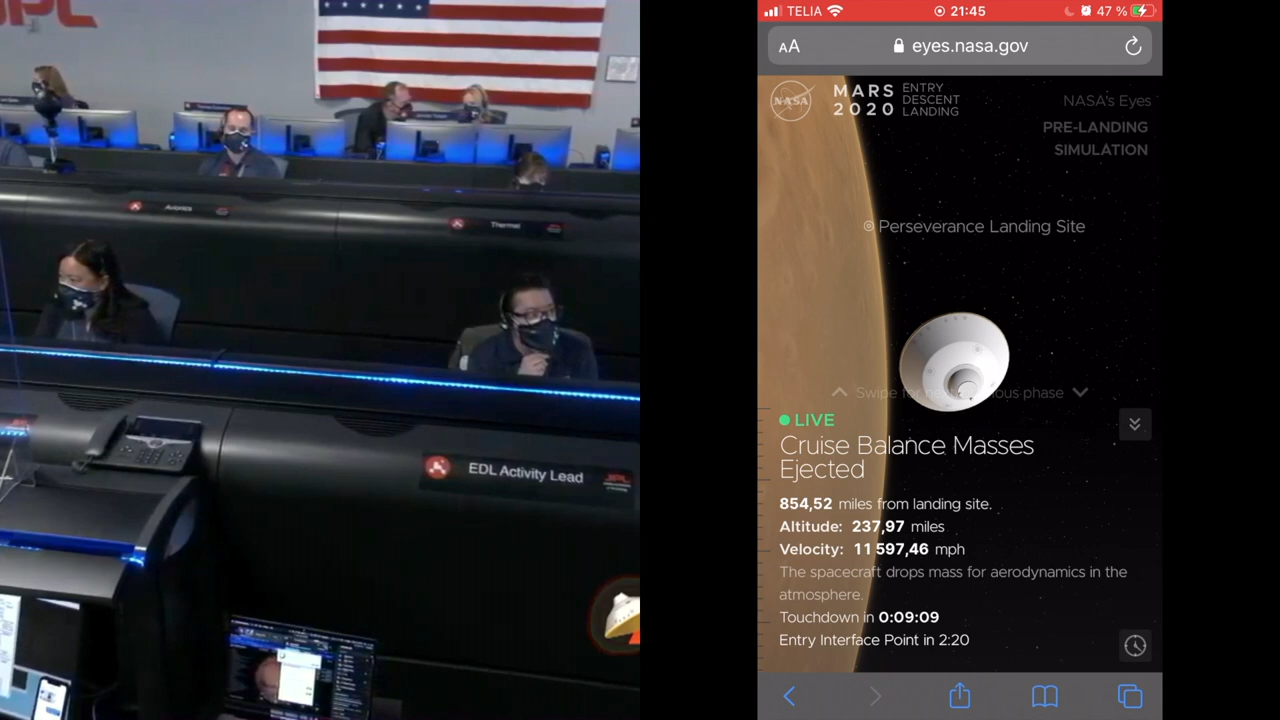 JPL
Avionics
Thermal
EDL Activity Lead
JPL
TELIA
21:45
47 %
AA
eyes.nasa.gov
NASA
MARS
2020
ENTRY
DESCENT
LANDING
NASA's Eyes
PRE-LANDING
SIMULATION
Perseverance Landing Site
LIVE
Cruise Balance Masses
Ejected
854,52 miles from landing site.
Altitude: 237,97 miles
Velocity: 11 597,46 mph
The spacecraft drops mass for aerodynamics in the
atmosphere.
Touchdown in 0:09:09
Entry Interface Point in 2:20